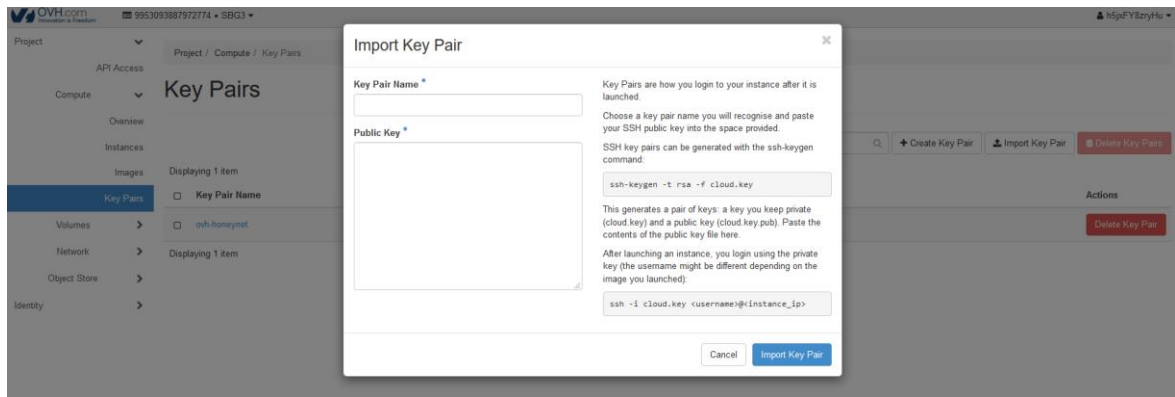 OVH.com
Innovation is Freedom
9953093887972774 • SBG3
h5jxFY8zryHu
Project
API Access
Compute
Overview
Instances
Images
Key Pairs
Volumes
Network
Object Store
Identity
Project / Compute / Key Pairs
Key Pairs
Create Key Pair
Import Key Pair
Delete Key Pairs
Displaying 1 item
Key Pair Name
Actions
ovh-honeynet
Delete Key Pair
Displaying 1 item
Import Key Pair
×
Key Pair Name *
Public Key *
Key Pairs are how you login to your instance after it is
launched.
Choose a key pair name you will recognise and paste
your SSH public key into the space provided.
SSH key pairs can be generated with the ssh-keygen
command:
ssh-keygen -t rsa -f cloud.key
This generates a pair of keys: a key you keep private
(cloud.key) and a public key (cloud.key.pub). Paste the
contents of the public key file here.
After launching an instance, you login using the private
key (the username might be different depending on the
image you launched):
ssh -i cloud.key <username>@<instance_ip>
Cancel
Import Key Pair